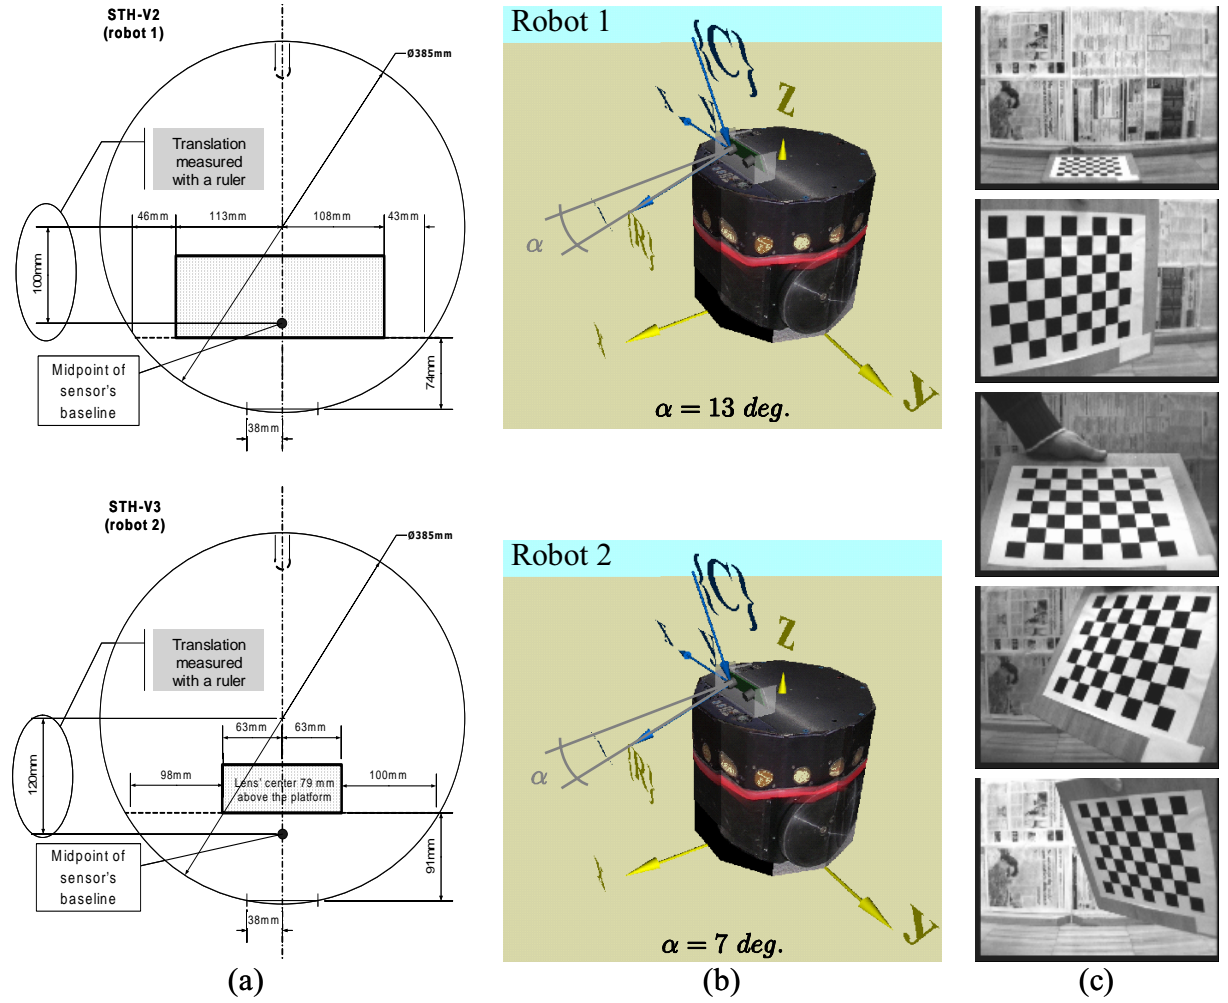 STH-V2
(robot 1)
Ø385mm
Translation
measured
with a ruler
46mm
113mm
108mm
43mm
100mm
Midpoint of
sensor's
baseline
74mm
38mm
STH-V3
(robot 2)
Ø385mm
Translation
measured
with a ruler
63mm
63mm
98mm
Lens' center 79 mm
above the platform
100mm
120mm
Midpoint of
sensor's
baseline
91mm
38mm
(a)
Robot 1
{C}
Z
α
{R}
y
α = 13 deg.
Robot 2
{C}
Z
α
{R}
y
α = 7 deg.
(b)
(c)